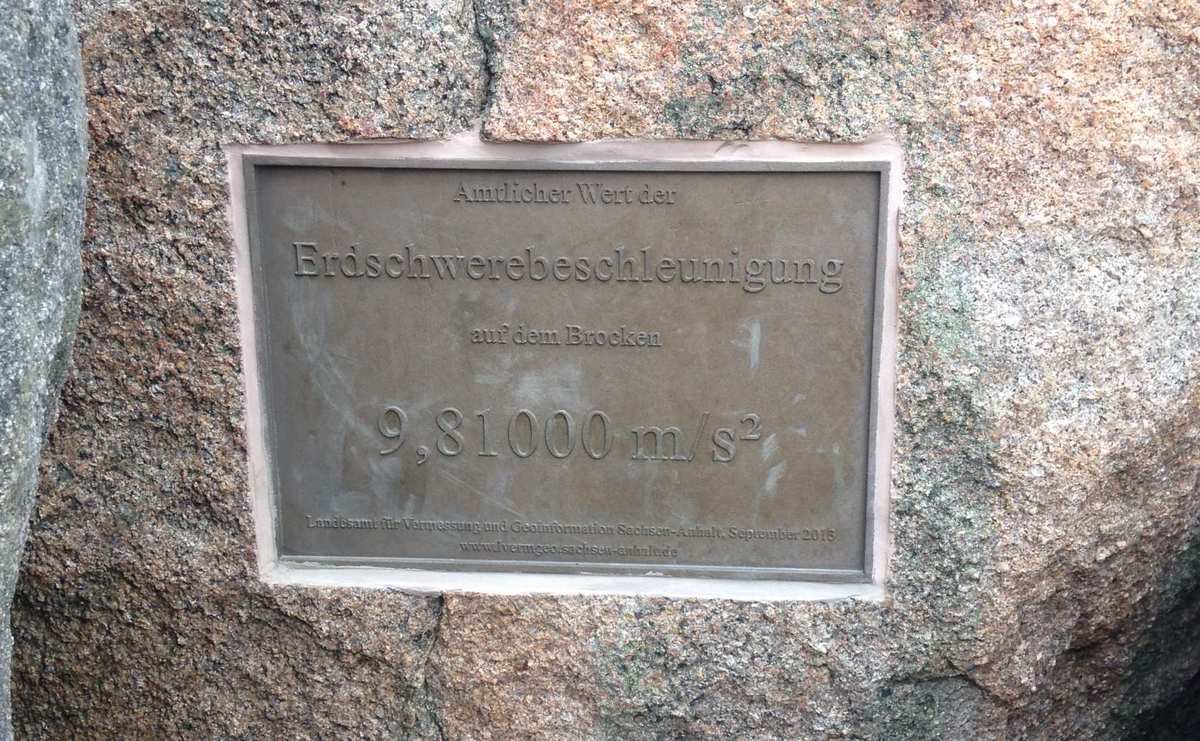 Amtlicher Wert der
Erdschwerebeschleunigung
auf dem Brocken
9,81000 m/s²
Landesamt für Vermessung und Geoinformation Sachsen-Anhalt, September 2013
www.lvermgeo.sachsen-anhalt.de